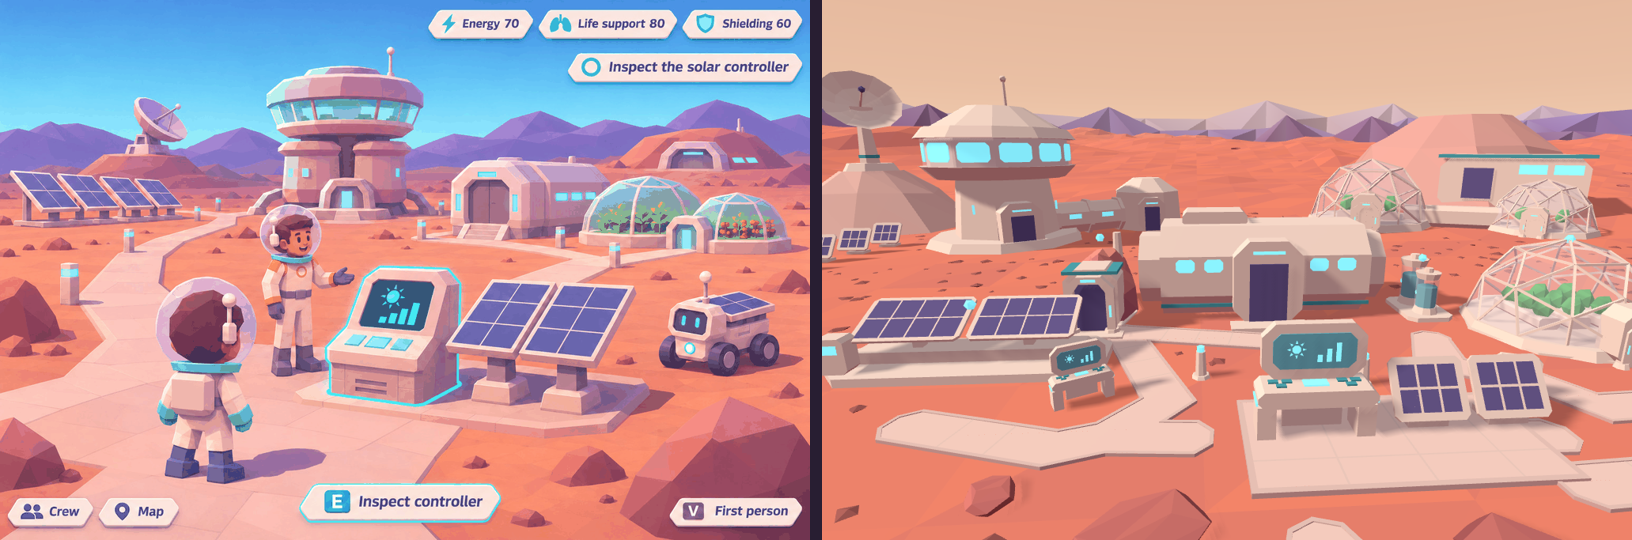 Energy 70
Life support 80
Shielding 60
Inspect the solar controller
E Inspect controller
Crew
Map
V First person